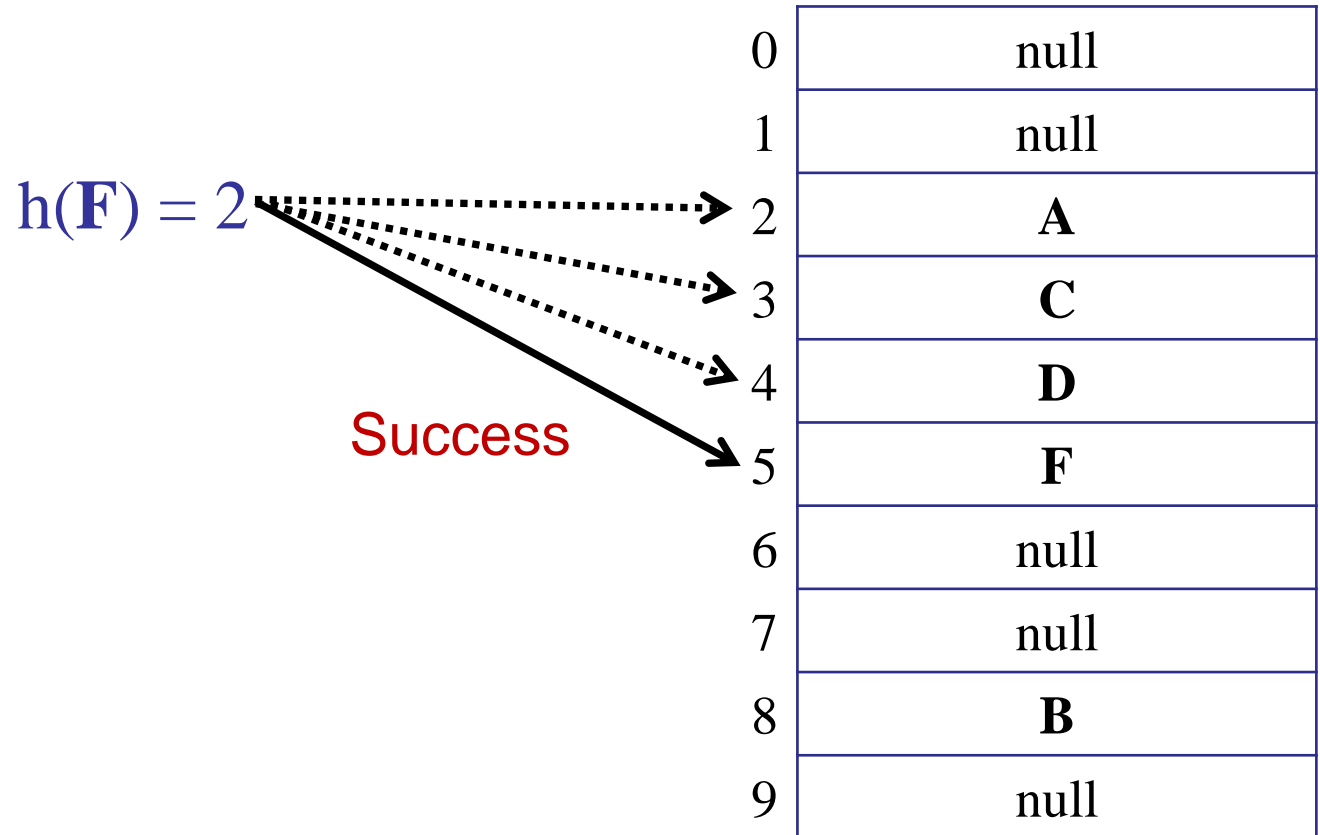 0 null
1 null
h(F) = 2
2 A
3 C
4 D
Success
5 F
6 null
7 null
8 B
9 null